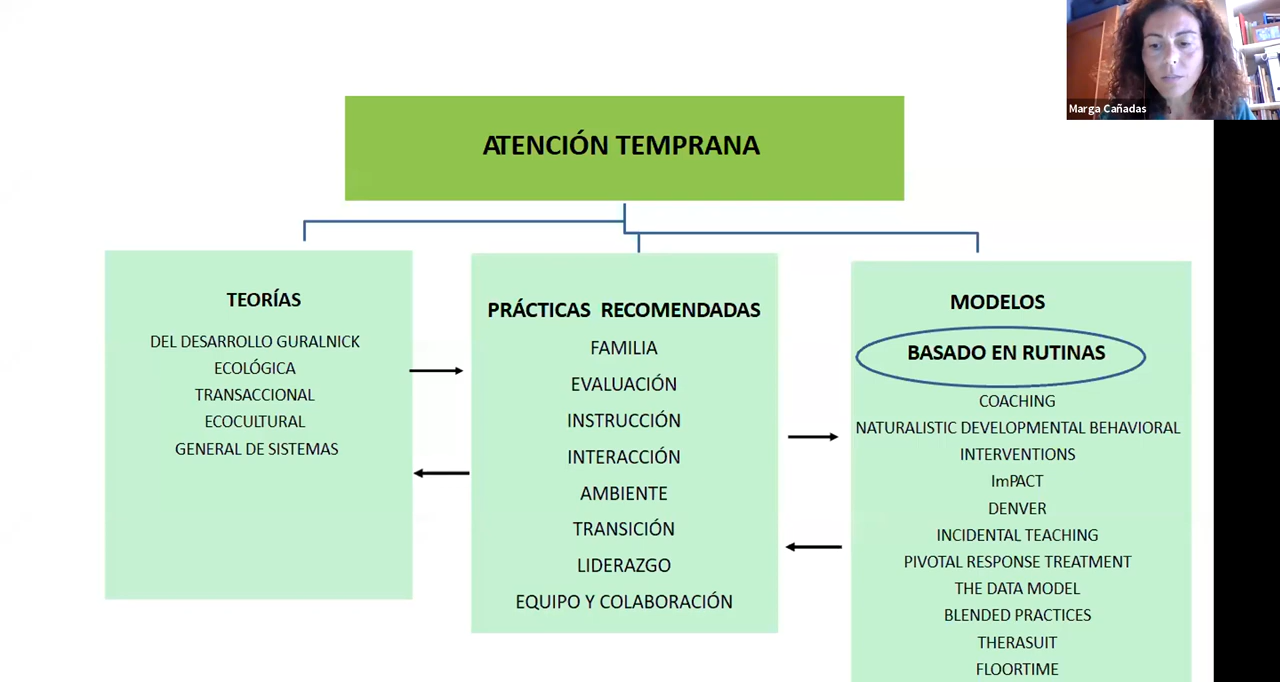 Marga Cañadas
ATENCIÓN TEMPRANA
TEORÍAS
DEL DESARROLLO GURALNICK
ECOLÓGICA
TRANSACCIONAL
ECOCULTURAL
GENERAL DE SISTEMAS
PRÁCTICAS RECOMENDADAS
FAMILIA
EVALUACIÓN
INSTRUCCIÓN
INTERACCIÓN
AMBIENTE
TRANSICIÓN
LIDERAZGO
EQUIPO Y COLABORACIÓN
MODELOS
BASADO EN RUTINAS
COACHING
NATURALISTIC DEVELOPMENTAL BEHAVIORAL
INTERVENTIONS
ImPACT
DENVER
INCIDENTAL TEACHING
PIVOTAL RESPONSE TREATMENT
THE DATA MODEL
BLENDED PRACTICES
THERASUIT
FLOORTIME